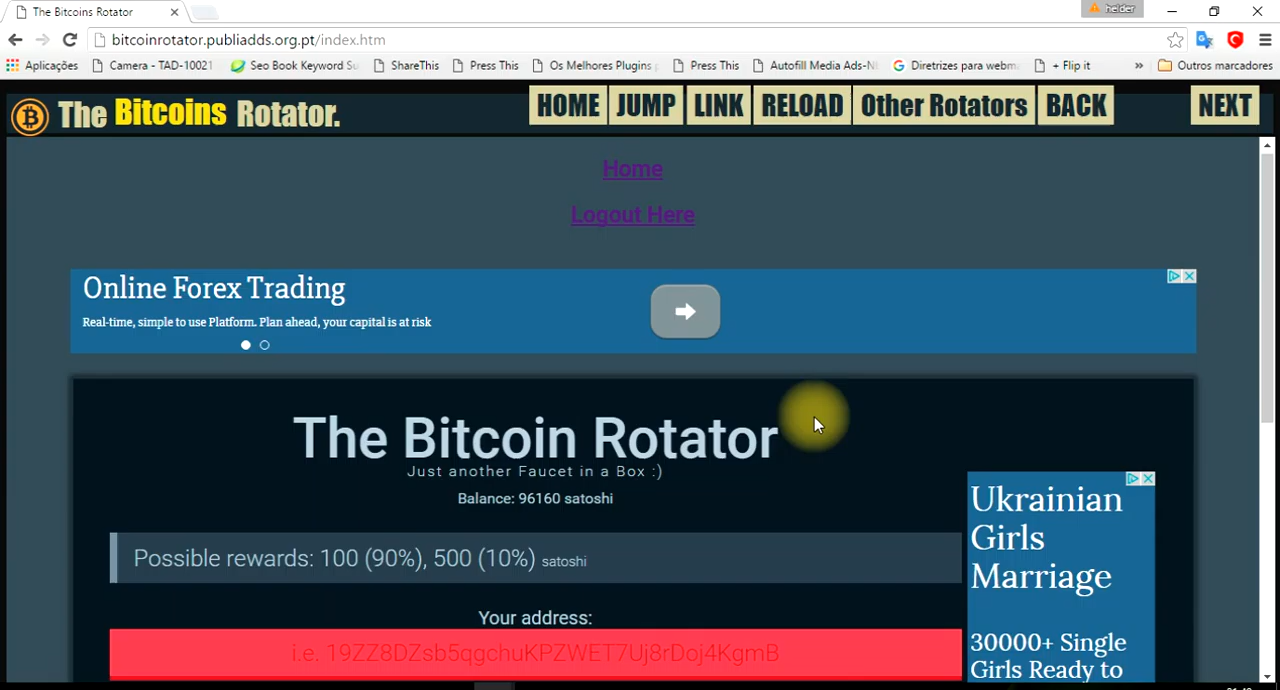 The Bitcoins Rotator
helder
bitcoinrotator.publiadds.org.pt/index.htm
Aplicações Camera - TAD-10021 Seo Book Keyword Su ShareThis Press This Os Melhores Plugins Press This Autofill Media Ads-N Diretrizes para webma + Flip it » Outros marcadores
The Bitcoins Rotator.
HOME JUMP LINK RELOAD Other Rotators BACK NEXT
Home
Logout Here
Online Forex Trading
Real-time, simple to use Platform. Plan ahead, your capital is at risk
The Bitcoin Rotator
Just another Faucet in a Box :)
Balance: 96160 satoshi
Possible rewards: 100 (90%), 500 (10%) satoshi
Your address:
i.e. 19ZZ8DZsb5qgchuKPZWET7Uj8rDoj4KgmB
Ukrainian
Girls
Marriage
30000+ Single
Girls Ready to